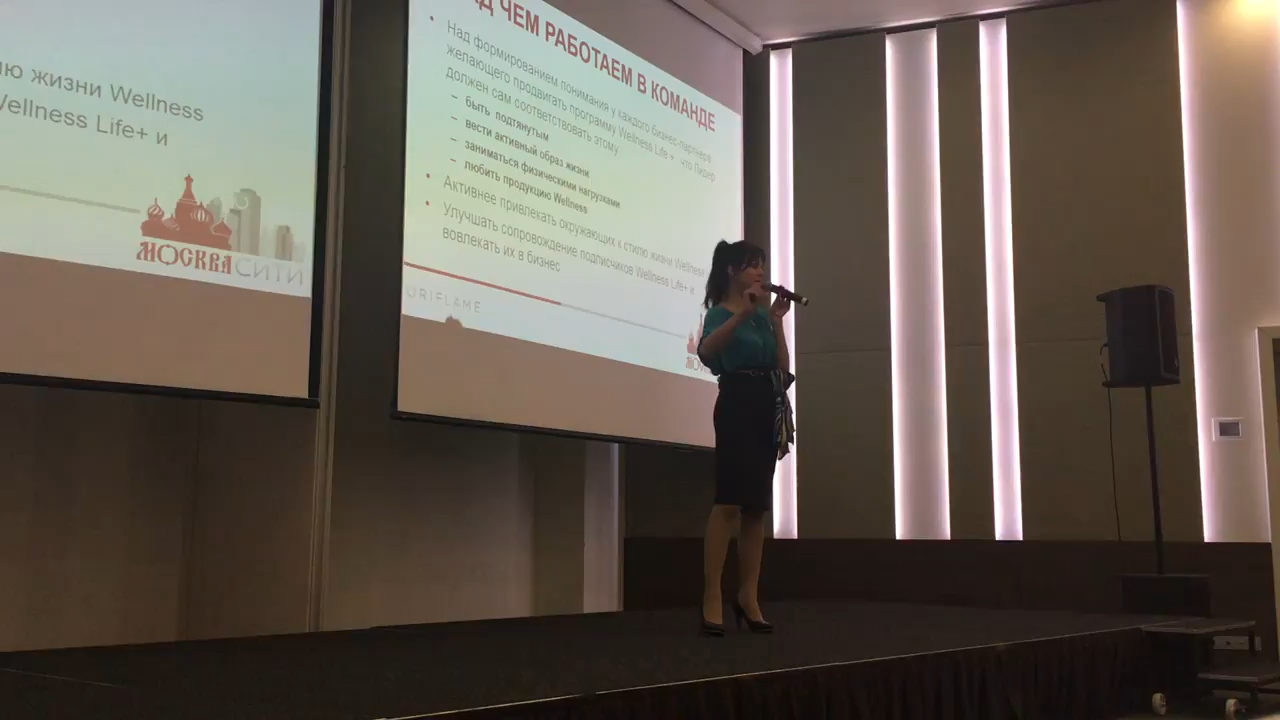 ю жизни Wellness
Wellness Life+ и
МОСКВА СИТИ
Д ЧЕМ РАБОТАЕМ В КОМАНДЕ
• Над формированием понимания у каждого бизнес-партнера
желающего продвигать программу Wellness Life+ что Лидер
должен сам соответствовать этому
– быть подтянутым
– вести активный образ жизни
– заниматься физическими нагрузками
– любить продукцию Wellness
• Активнее привлекать окружающих к стилю жизни Wellness
• Улучшать сопровождение подписчиков Wellness Life+ и
вовлекать их в бизнес
ORIFLAME